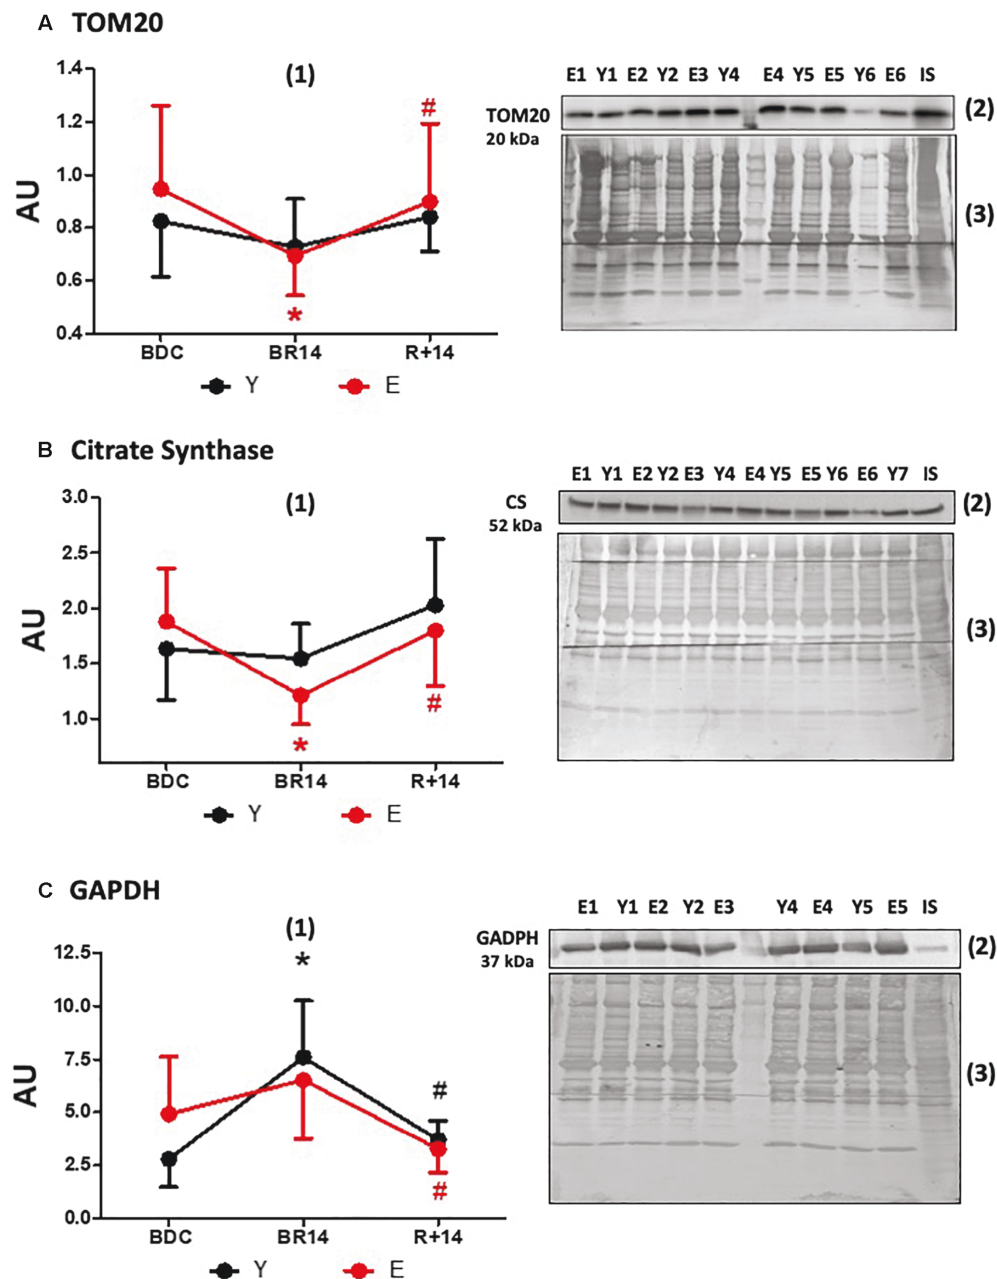 A TOM20
(1)
1.4
1.2
1.0
0.8
0.6
0.4
AU
#
*
BDC BR14 R+14
Y E
E1 Y1 E2 Y2 E3 Y4 E4 Y5 E5 Y6 E6 IS
TOM20
20 kDa
(2)
(3)
B Citrate Synthase
(1)
3.0
2.5
2.0
1.5
1.0
AU
#
*
BDC BR14 R+14
Y E
E1 Y1 E2 Y2 E3 Y4 E4 Y5 E5 Y6 E6 Y7 IS
CS
52 kDa
(2)
(3)
C GAPDH
(1)
*
12.5
10.0
7.5
5.0
2.5
0.0
AU
#
#
BDC BR14 R+14
Y E
E1 Y1 E2 Y2 E3 Y4 E4 Y5 E5 IS
GADPH
37 kDa
(2)
(3)